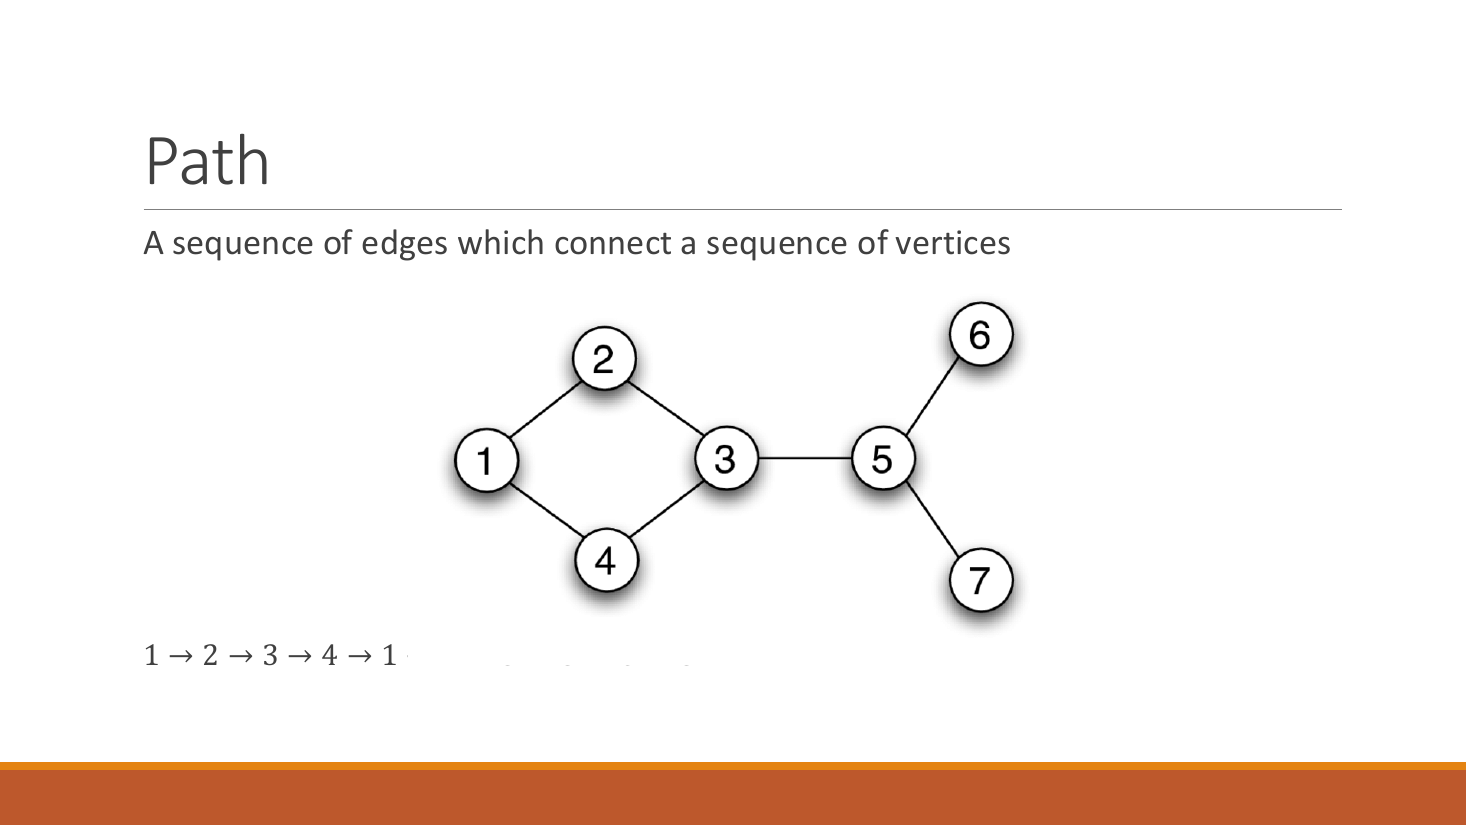 Path
A sequence of edges which connect a sequence of vertices
6
2
1
3
5
4
7
1 → 2 → 3 → 4 → 1